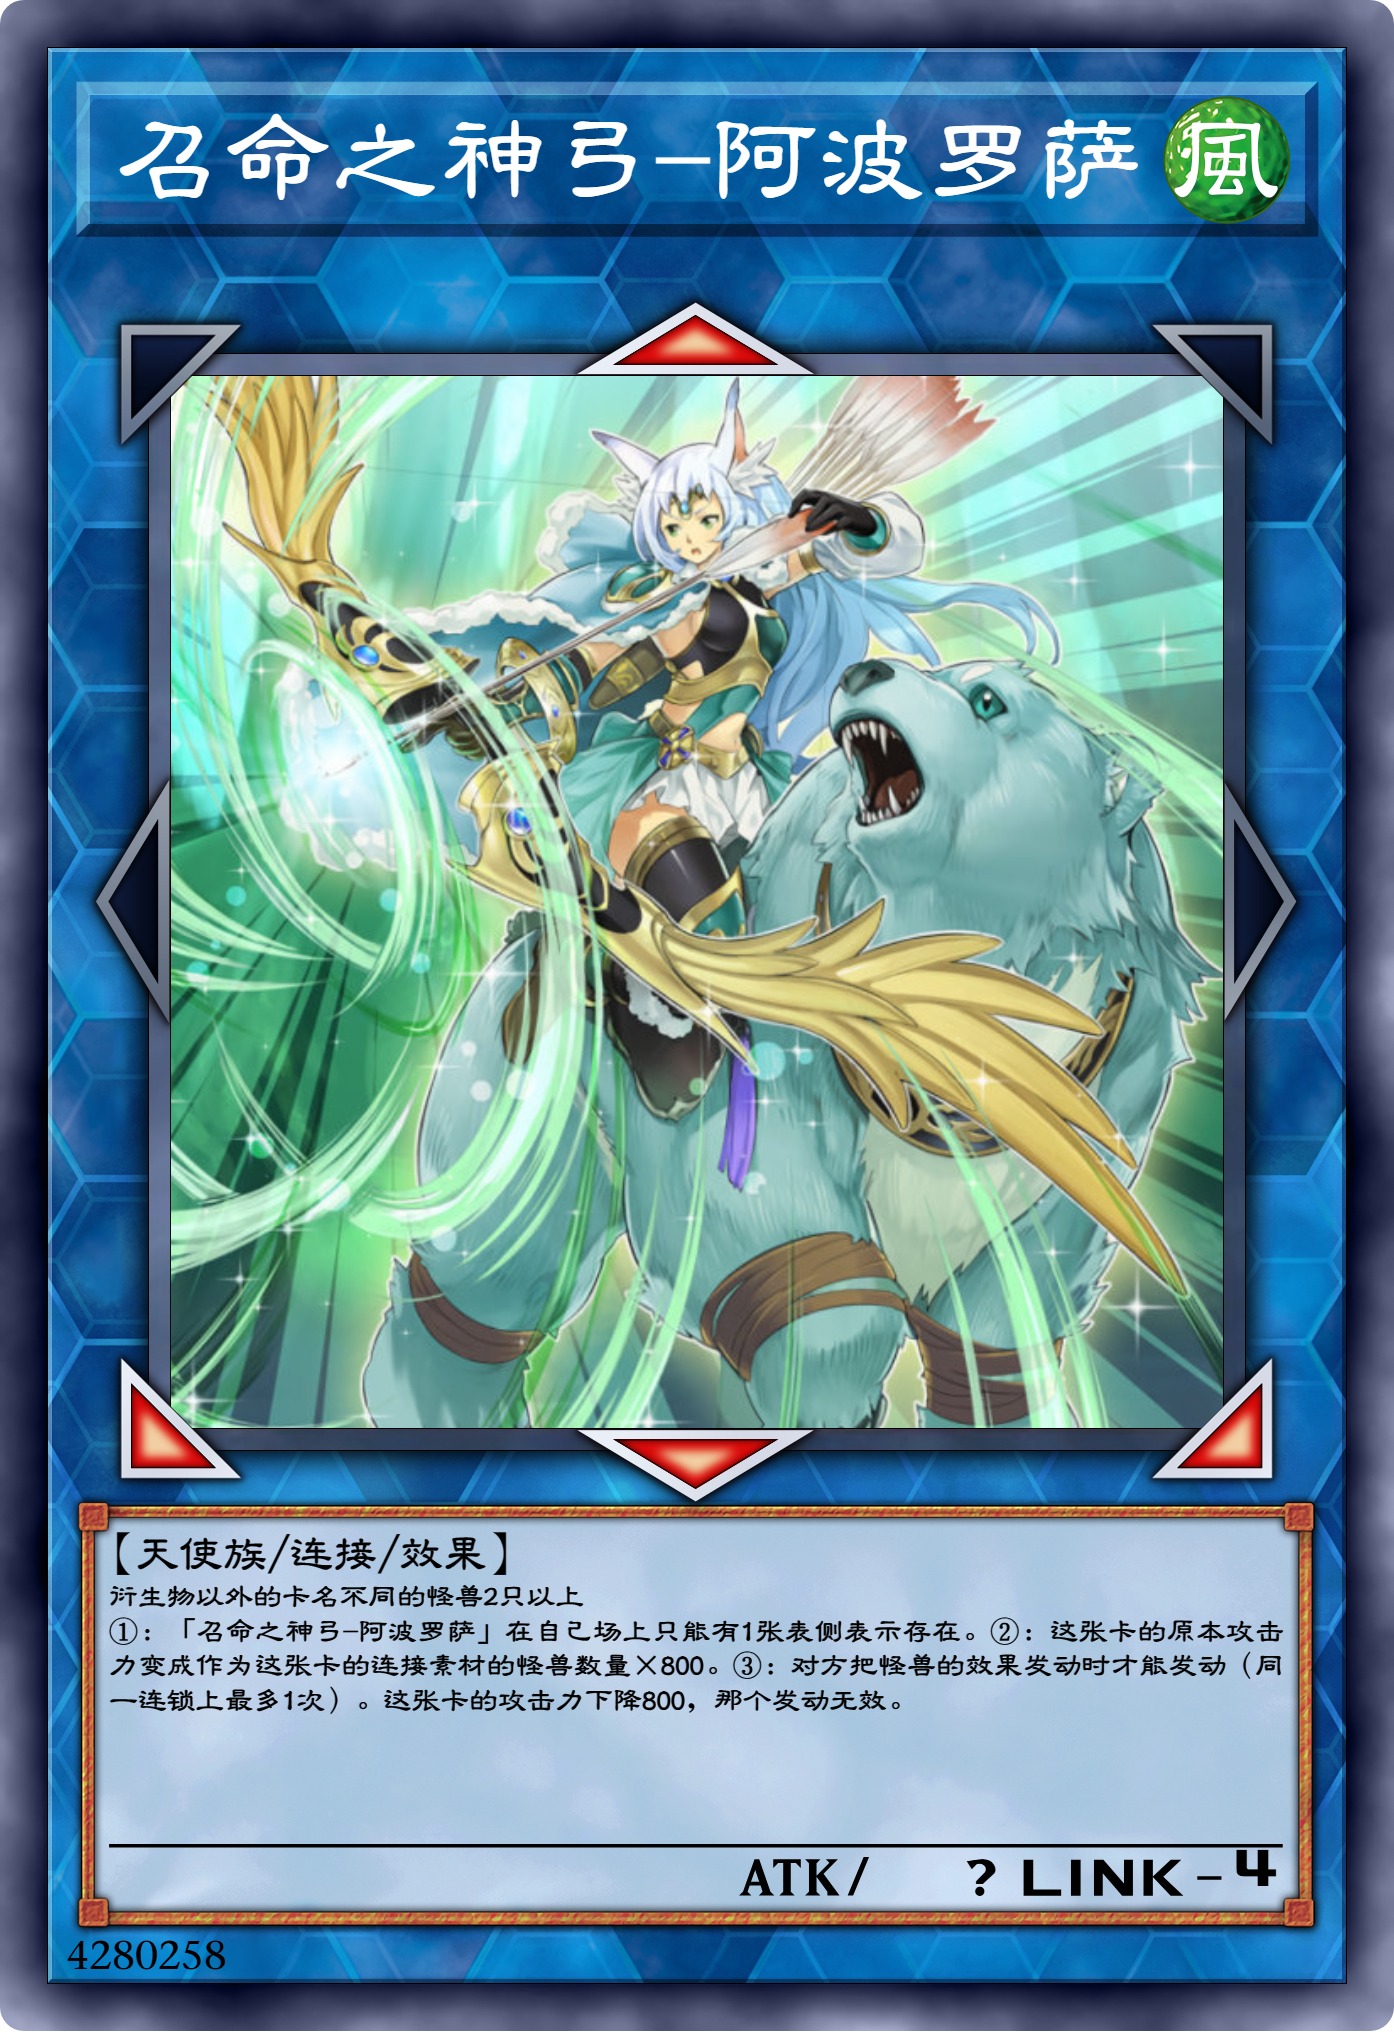 召命之神弓-阿波罗萨 風
【天使族/连接/效果】
衍生物以外的卡名不同的怪兽2只以上
①：「召命之神弓-阿波罗萨」在自己场上只能有1张表侧表示存在。②：这张卡的原本攻击
力变成作为这张卡的连接素材的怪兽数量×800。③：对方把怪兽的效果发动时才能发动（同
一连锁上最多1次）。这张卡的攻击力下降800，那个发动无效。
ATK/ ? LINK-4
4280258